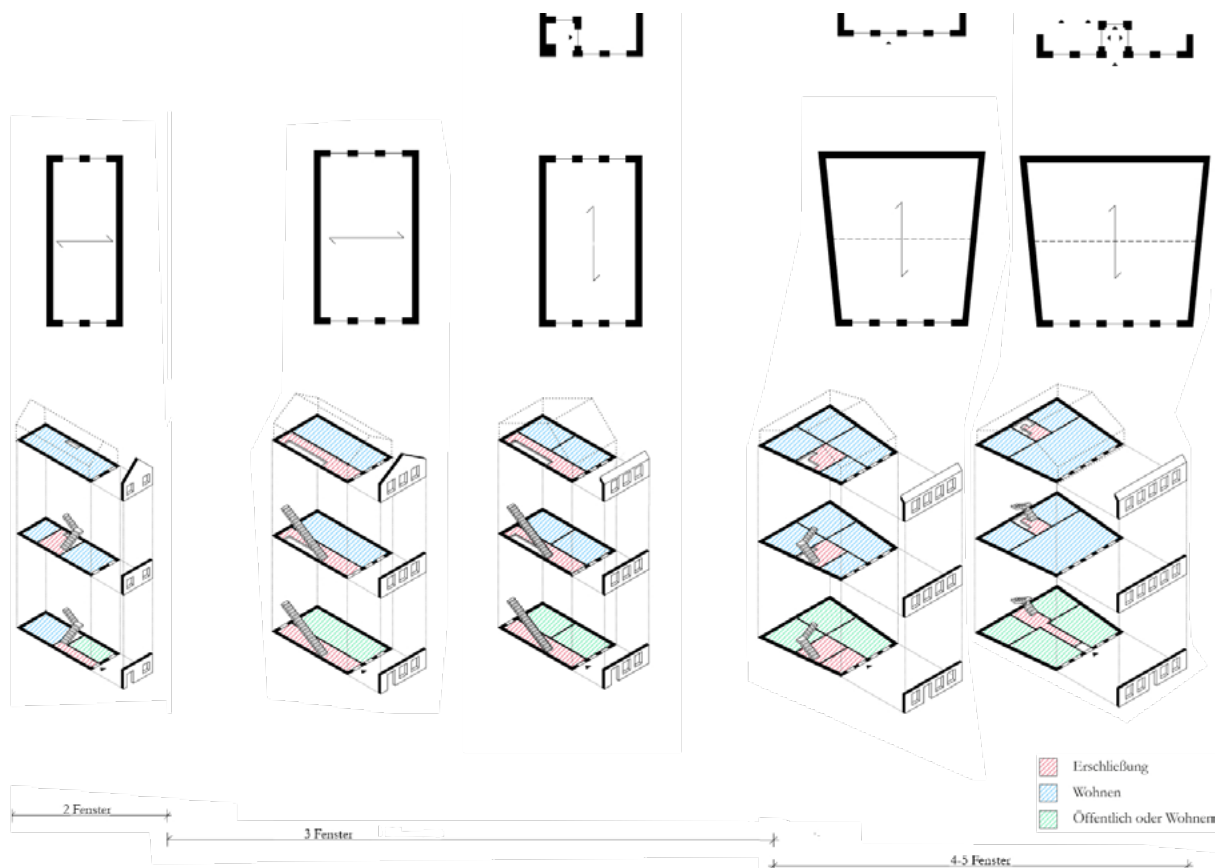 Erschließung
Wohnen
Öffentlich oder Wohnen
2 Fenster
3 Fenster
4-5 Fenster